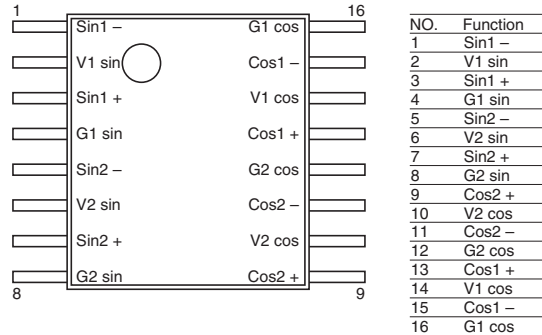 1 16
Sin1 – G1 cos
V1 sin Cos1 –
Sin1 + V1 cos
G1 sin Cos1 +
Sin2 – G2 cos
V2 sin Cos2 –
Sin2 + V2 cos
G2 sin Cos2 +
8 9
NO. Function
1 Sin1 –
2 V1 sin
3 Sin1 +
4 G1 sin
5 Sin2 –
6 V2 sin
7 Sin2 +
8 G2 sin
9 Cos2 +
10 V2 cos
11 Cos2 –
12 G2 cos
13 Cos1 +
14 V1 cos
15 Cos1 –
16 G1 cos